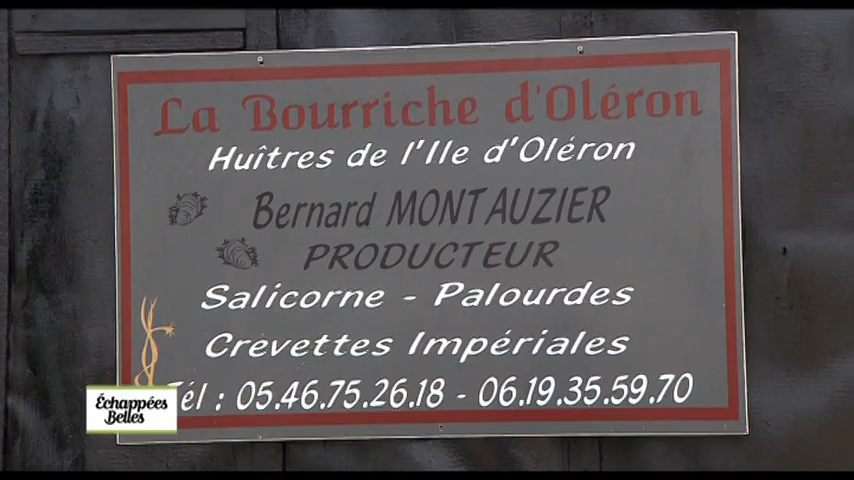 La Bourriche d'Oléron
Huîtres de l'Ile d'Oléron
Bernard MONTAUZIER
PRODUCTEUR
Salicorne - Palourdes
Crevettes Impériales
Tél : 05.46.75.26.18 - 06.19.35.59.70
Échappées
Belles